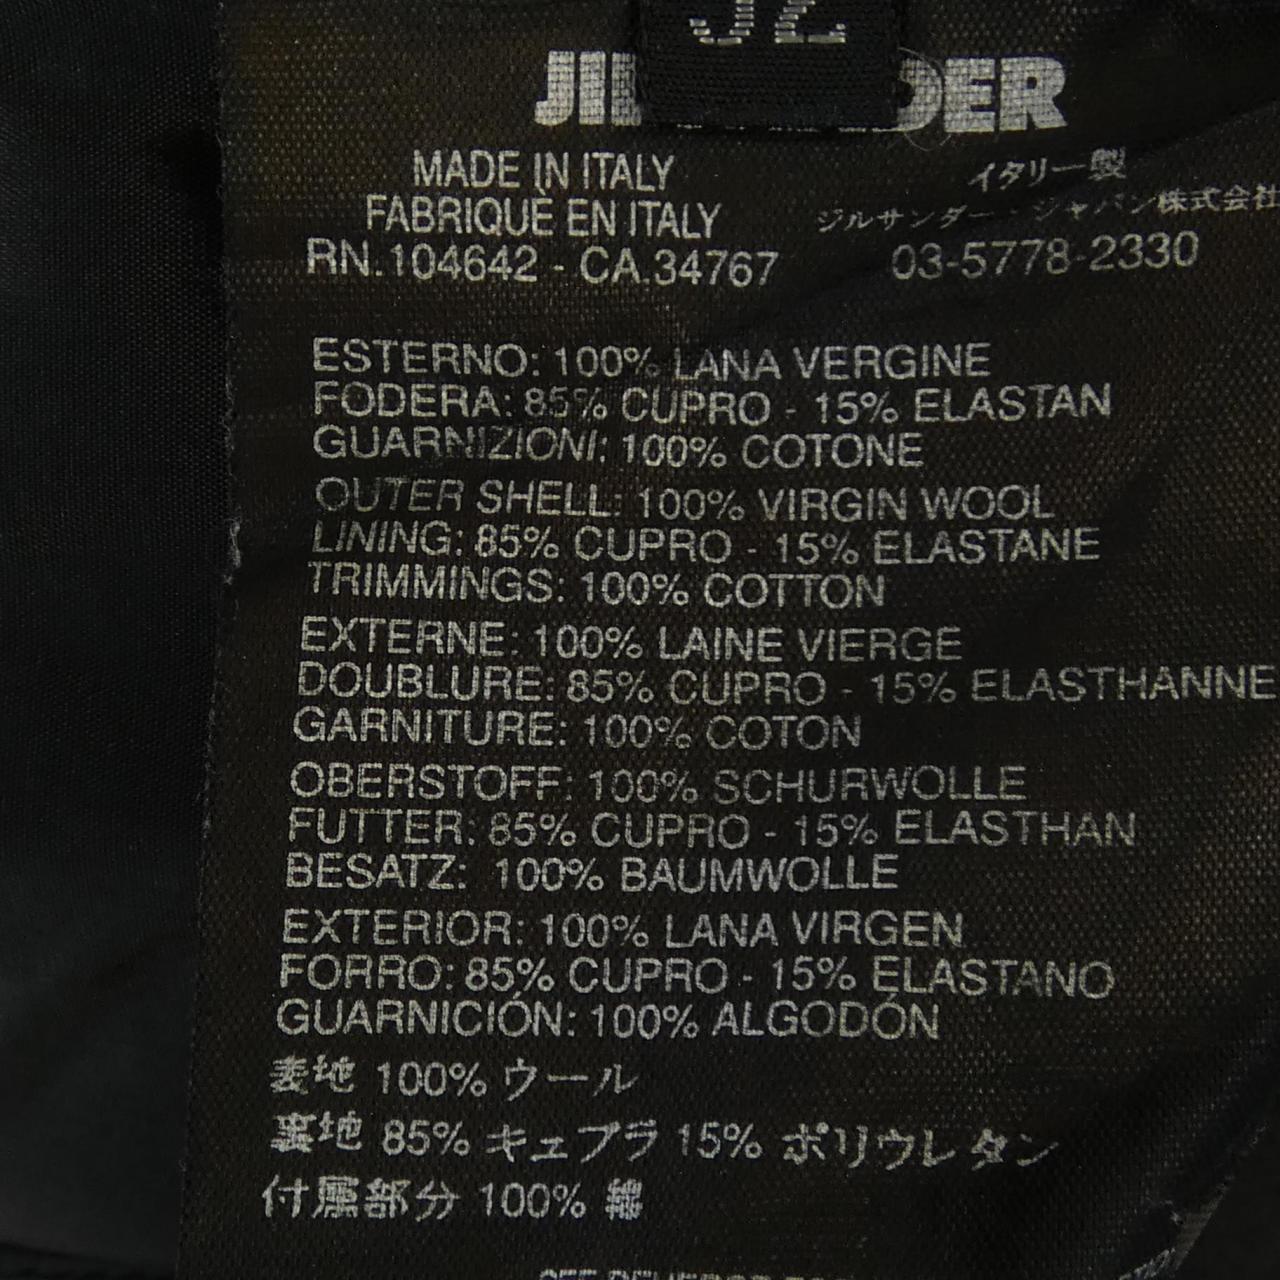 32
JIL SANDER
MADE IN ITALY
FABRIQUÈ EN ITALY
RN.104642 - CA.34767
イタリー製
ジルサンダー・ジャパン株式会社
03-5778-2330
ESTERNO: 100% LANA VERGINE
FODERA: 85% CUPRO - 15% ELASTAN
GUARNIZIONI: 100% COTONE
OUTER SHELL: 100% VIRGIN WOOL
LINING: 85% CUPRO - 15% ELASTANE
TRIMMINGS: 100% COTTON
EXTERNE: 100% LAINE VIERGE
DOUBLURE: 85% CUPRO - 15% ELASTHANNE
GARNITURE: 100% COTON
OBERSTOFF: 100% SCHURWOLLE
FUTTER: 85% CUPRO - 15% ELASTHAN
BESATZ: 100% BAUMWOLLE
EXTERIOR: 100% LANA VIRGEN
FORRO: 85% CUPRO - 15% ELASTANO
GUARNICIÓN: 100% ALGODÓN
表地 100% ウール
裏地 85% キュプラ 15% ポリウレタン
付属部分 100% 綿